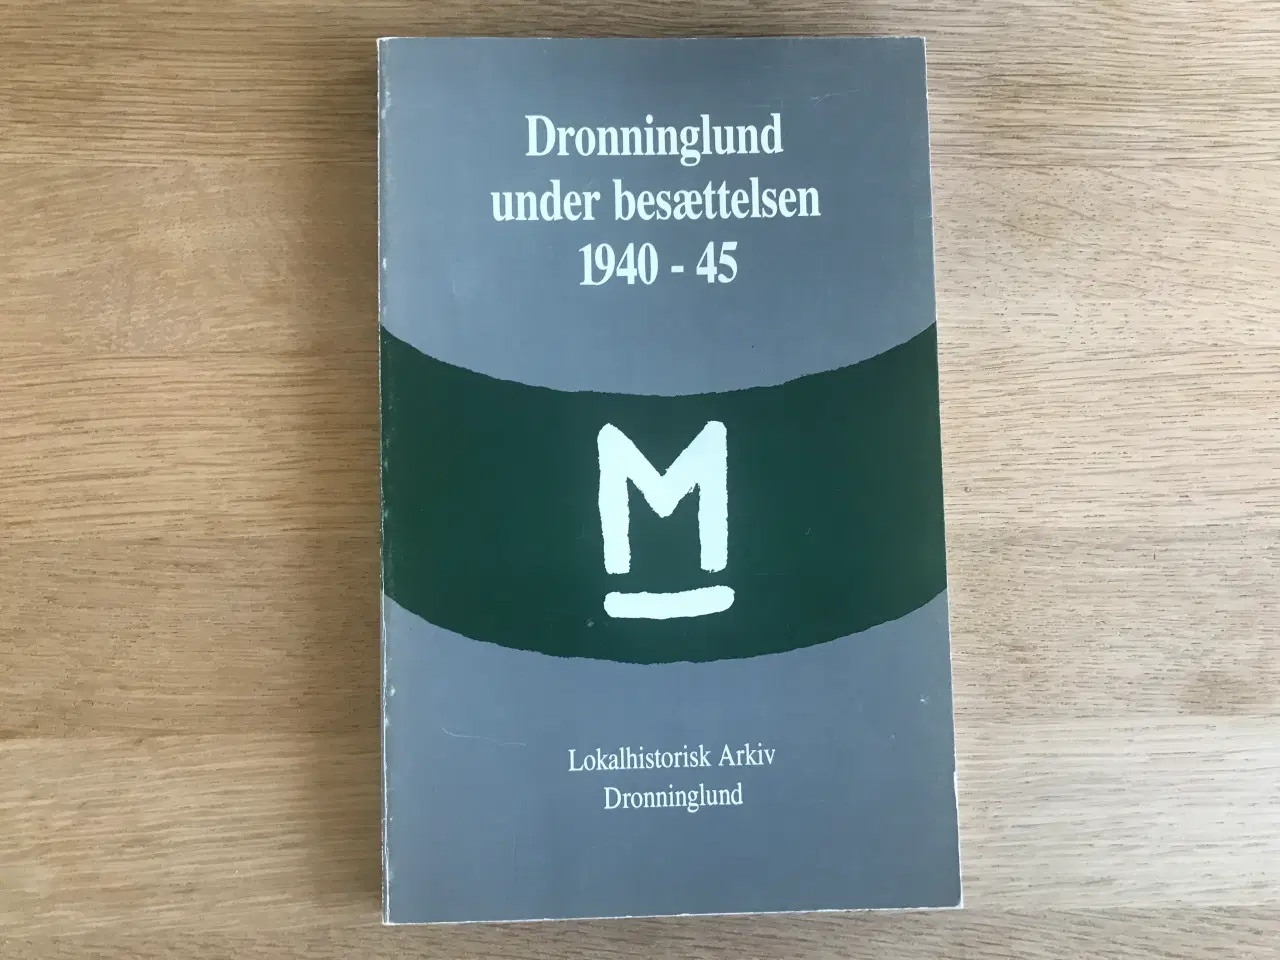 Dronninglund
under besættelsen
1940 - 45
M
Lokalhistorisk Arkiv
Dronninglund